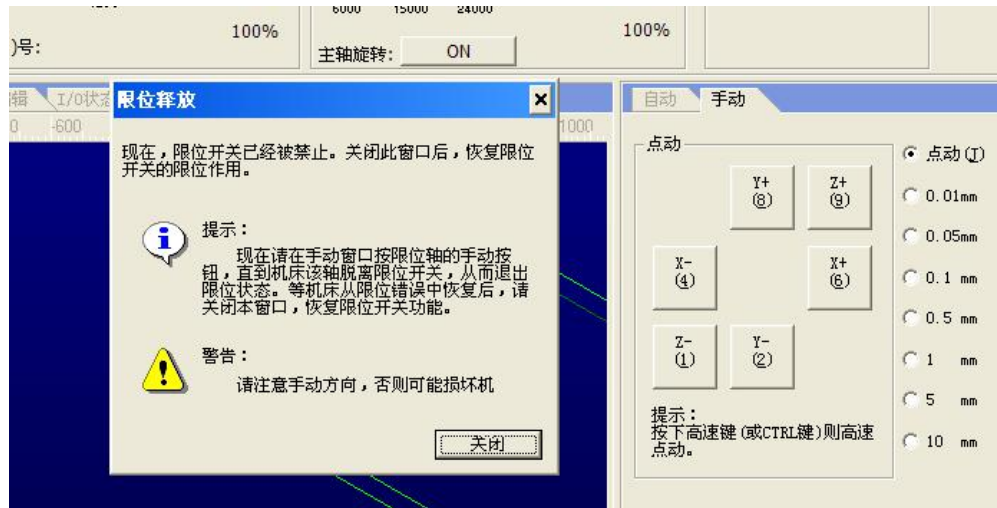 6000 15000 24000
100%
)号:
主轴旋转: ON
100%
辑 I/O状态
0 -600 1000
限位释放
现在，限位开关已经被禁止。关闭此窗口后，恢复限位
开关的限位作用。
提示：
现在请在手动窗口按限位轴的手动按
钮，直到机床该轴脱离限位开关，从而退出
限位状态。等机床从限位错误中恢复后，请
关闭本窗口，恢复限位开关功能。
警告：
请注意手动方向，否则可能损坏机
关闭
自动 手动
点动
Y+
(8)
Z+
(9)
X-
(4)
X+
(6)
Z-
(1)
Y-
(2)
提示：
按下高速键(或CTRL键)则高速
点动。
点动(J)
0.01mm
0.05mm
0.1 mm
0.5 mm
1 mm
5 mm
10 mm